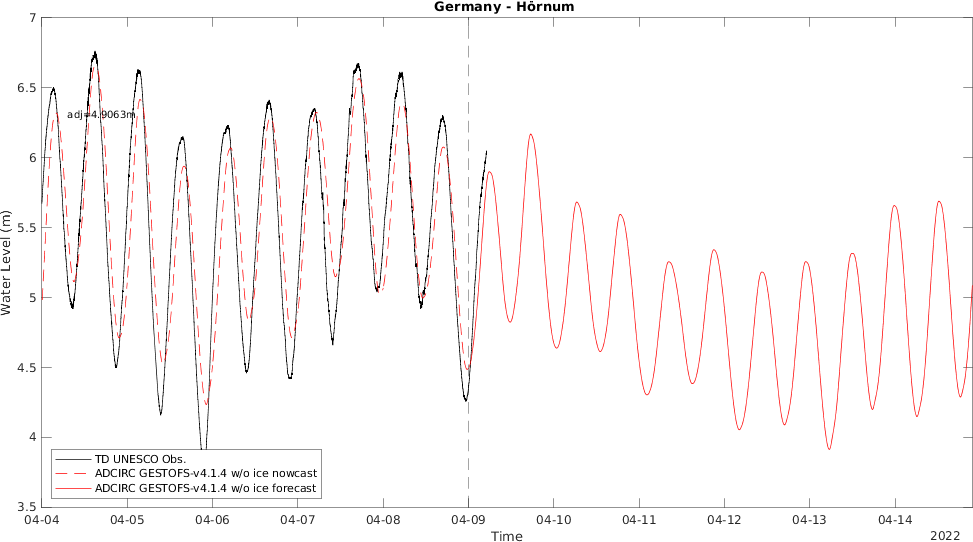 Germany - Hörnum
7
6.5
adj=4.9063m
6
5.5
Water Level (m)
5
4.5
4
3.5
TD UNESCO Obs.
ADCIRC GESTOFS-v4.1.4 w/o ice nowcast
ADCIRC GESTOFS-v4.1.4 w/o ice forecast
04-04 04-05 04-06 04-07 04-08 04-09 04-10 04-11 04-12 04-13 04-14
Time
2022